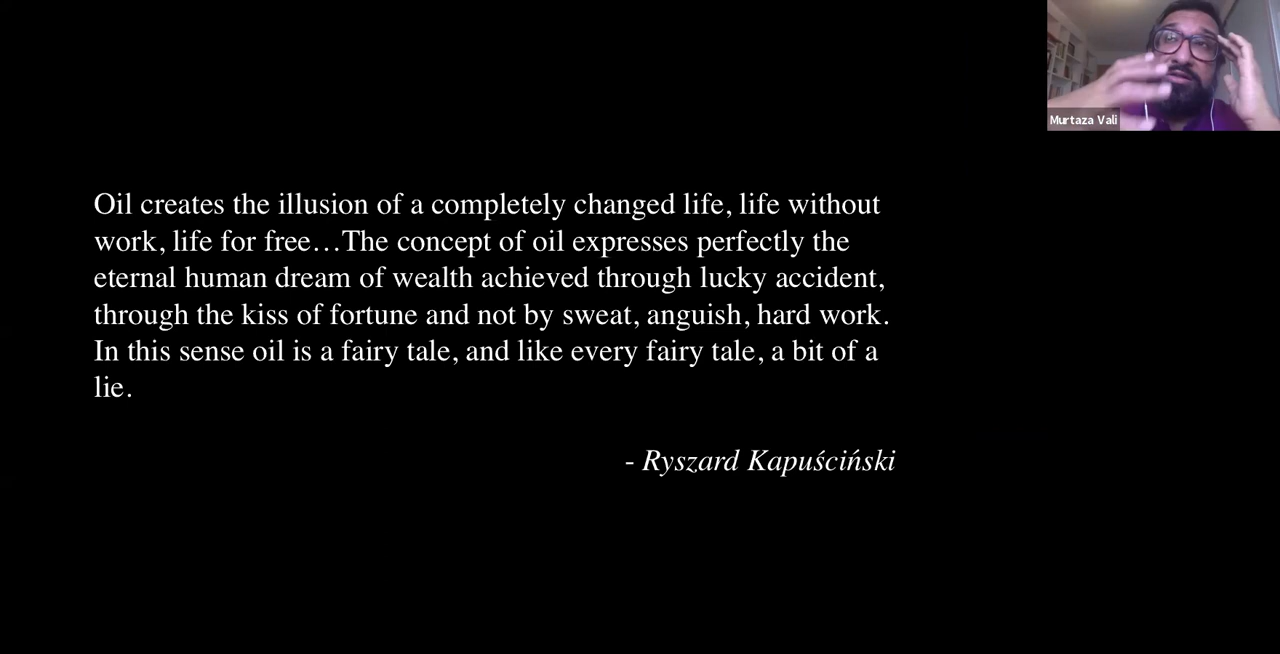 Murtaza Vali
Oil creates the illusion of a completely changed life, life without
work, life for free…The concept of oil expresses perfectly the
eternal human dream of wealth achieved through lucky accident,
through the kiss of fortune and not by sweat, anguish, hard work.
In this sense oil is a fairy tale, and like every fairy tale, a bit of a
lie.
- Ryszard Kapuściński